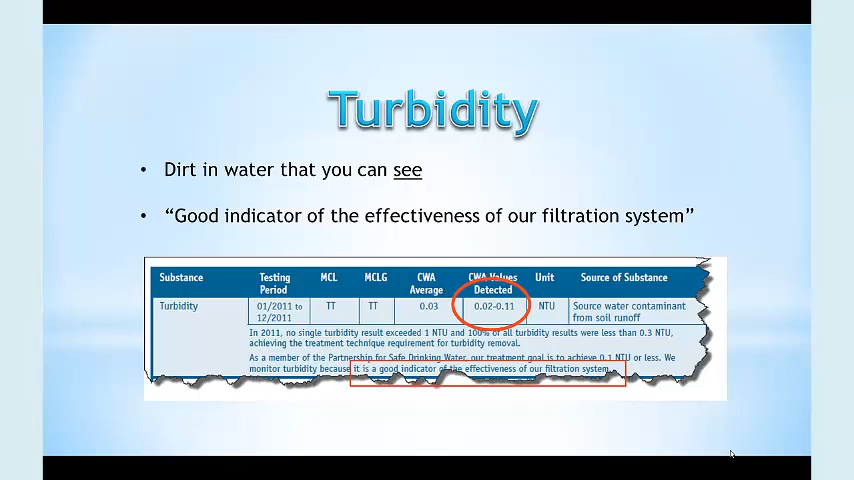 Turbidity
• Dirt in water that you can see
• “Good indicator of the effectiveness of our filtration system”
Substance Testing Period MCL MCLG CWA Average CWA Values Detected Unit Source of Substance
Turbidity 01/2011 to 12/2011 TT TT 0.03 0.02-0.11 NTU Source water contaminant from soil runoff
In 2011, no single turbidity result exceeded 1 NTU and 100% of all turbidity results were less than 0.3 NTU,
achieving the treatment technique requirement for turbidity removal.
As a member of the Partnership for Safe Drinking Water, our treatment goal is to achieve 0.1 NTU or less. We
monitor turbidity because it is a good indicator of the effectiveness of our filtration system.